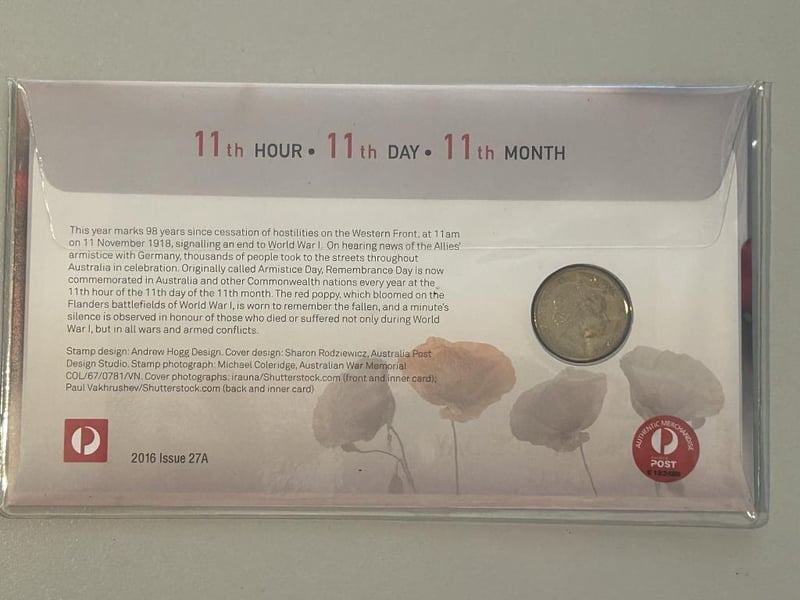 11th HOUR • 11th DAY • 11th MONTH
This year marks 98 years since cessation of hostilities on the Western Front, at 11am
on 11 November 1918, signalling an end to World War I. On hearing news of the Allies'
armistice with Germany, thousands of people took to the streets throughout
Australia in celebration. Originally called Armistice Day, Remembrance Day is now
commemorated in Australia and other Commonwealth nations every year at the
11th hour of the 11th day of the 11th month. The red poppy, which bloomed on the
Flanders battlefields of World War I, is worn to remember the fallen, and a minute's
silence is observed in honour of those who died or suffered not only during World
War I, but in all wars and armed conflicts.
Stamp design: Andrew Hogg Design. Cover design: Sharon Rodziewicz, Australia Post
Design Studio. Stamp photograph: Michael Coleridge, Australian War Memorial
COL/67/0781/VN. Cover photographs: irauna/Shutterstock.com (front and inner card);
Paul Vakhrushev/Shutterstock.com (back and inner card)
2016 Issue 27A
AUTHENTIC MERCHANDISE
POST